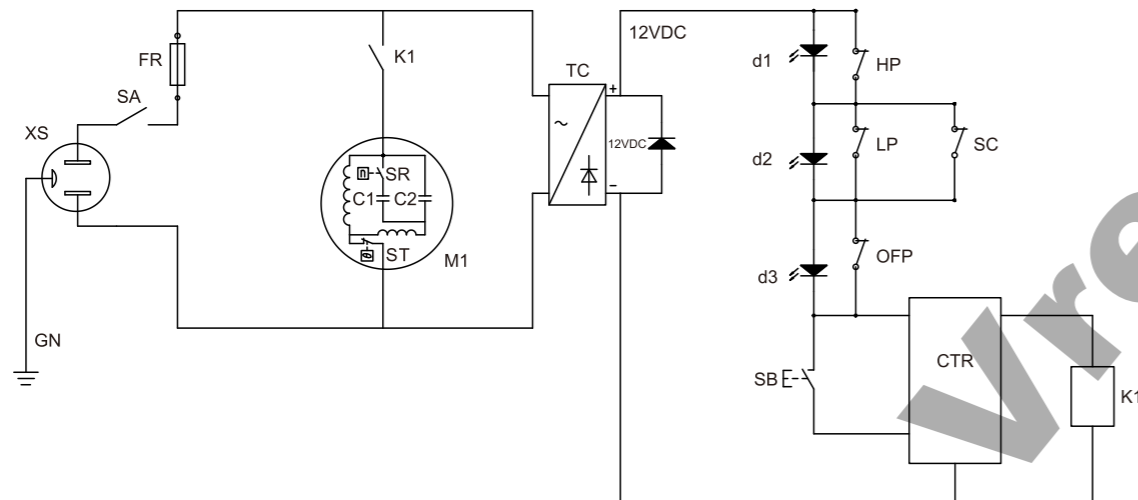 12VDC
FR
K1
d1
HP
TC
SA
+
XS
~
12VDC
d2
LP
SC
SR
C1
C2
−
ST
M1
OFP
d3
GN
CTR
SB
K1
Vre